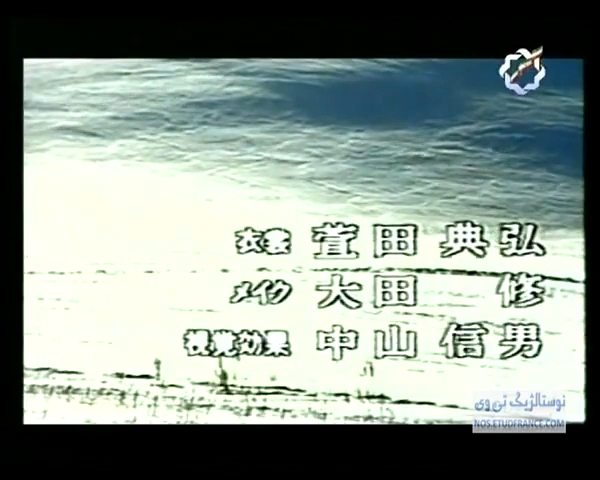 衣裳 萱田 典弘
メイク 大田 修
視覚効果 中山 信男
نوستالژیک تی وی
NOS.ETUDFRANCE.COM